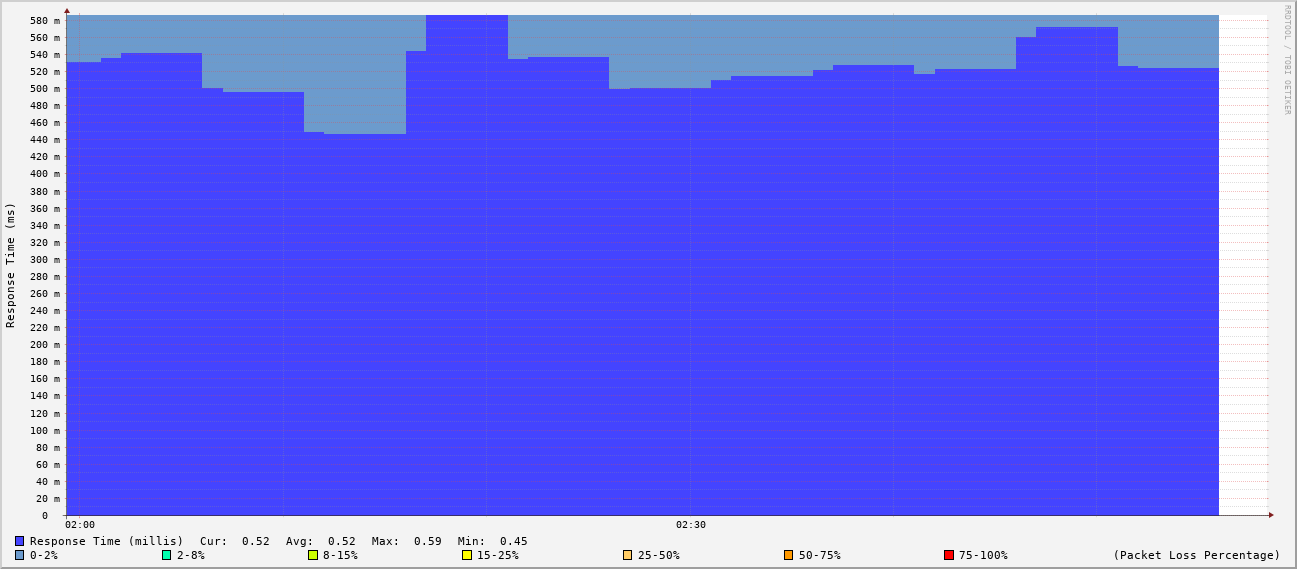 RRDTOOL / TOBI OETIKER
Response Time (ms)
580 m
560 m
540 m
520 m
500 m
480 m
460 m
440 m
420 m
400 m
380 m
360 m
340 m
320 m
300 m
280 m
260 m
240 m
220 m
200 m
180 m
160 m
140 m
120 m
100 m
80 m
60 m
40 m
20 m
0
02:00 02:30
Response Time (millis) Cur: 0.52 Avg: 0.52 Max: 0.59 Min: 0.45
0-2% 2-8% 8-15% 15-25% 25-50% 50-75% 75-100% (Packet Loss Percentage)